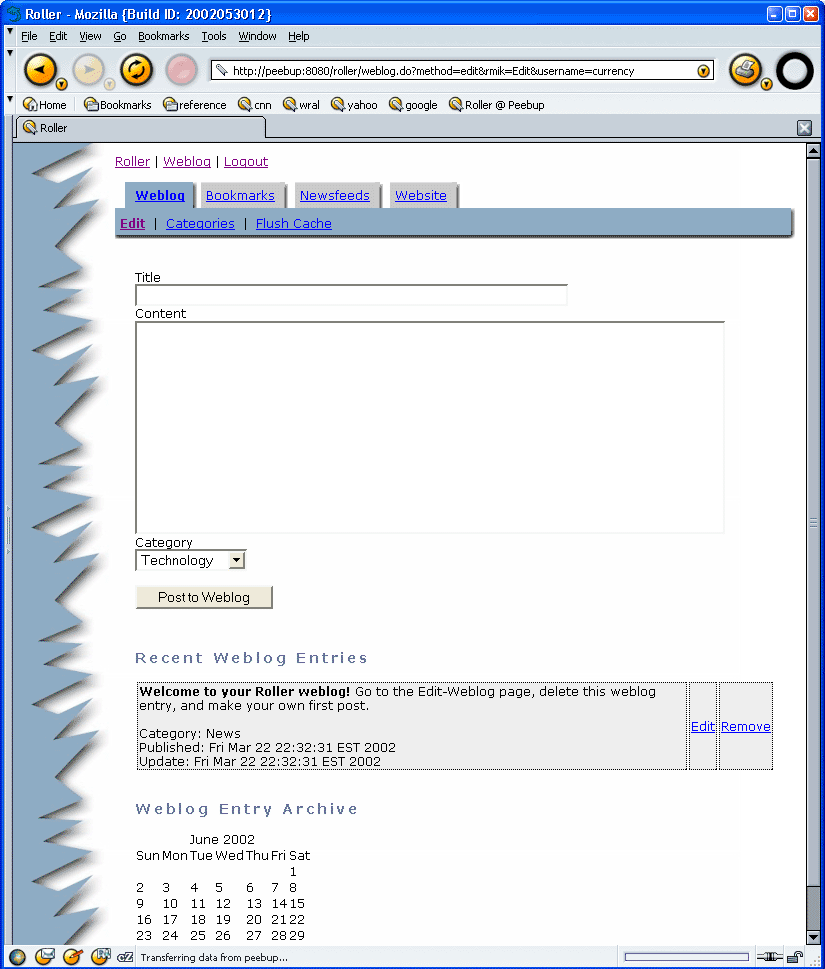 Roller - Mozilla {Build ID: 2002053012}
File Edit View Go Bookmarks Tools Window Help
http://peebup:8080/roller/weblog.do?method=edit&rmik=Edit&username=currency
Home Bookmarks reference cnn wral yahoo google Roller @ Peebup
Roller
Roller | Weblog | Logout
Weblog Bookmarks Newsfeeds Website
Edit | Categories | Flush Cache
Title
Content
Category
Technology
Post to Weblog
Recent Weblog Entries
Welcome to your Roller weblog! Go to the Edit-Weblog page, delete this weblog
entry, and make your own first post.
Edit Remove
Category: News
Published: Fri Mar 22 22:32:31 EST 2002
Update: Fri Mar 22 22:32:31 EST 2002
Weblog Entry Archive
June 2002
Sun Mon Tue Wed Thu Fri Sat
1
2 3 4 5 6 7 8
9 10 11 12 13 14 15
16 17 18 19 20 21 22
23 24 25 26 27 28 29
Transferring data from peebup...